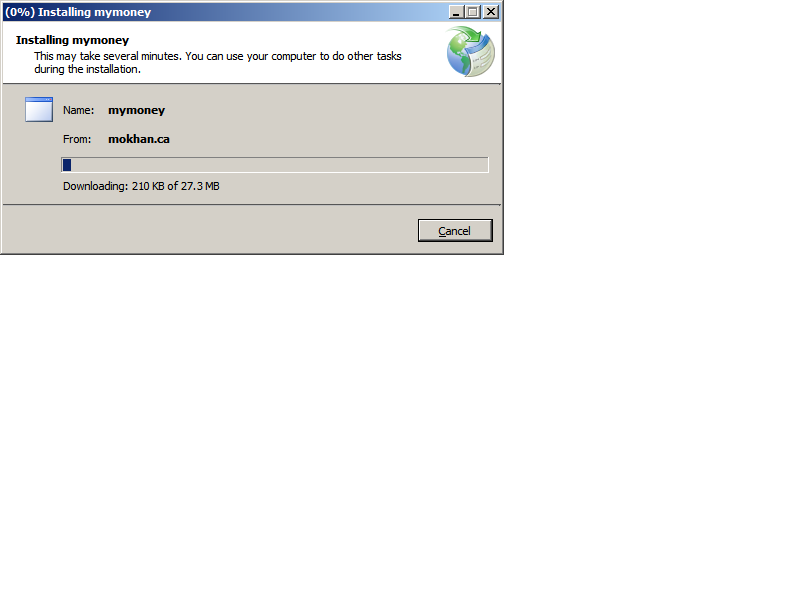 (0%) Installing mymoney
Installing mymoney
This may take several minutes. You can use your computer to do other tasks
during the installation.
Name: mymoney
From: mokhan.ca
Downloading: 210 KB of 27.3 MB
Cancel